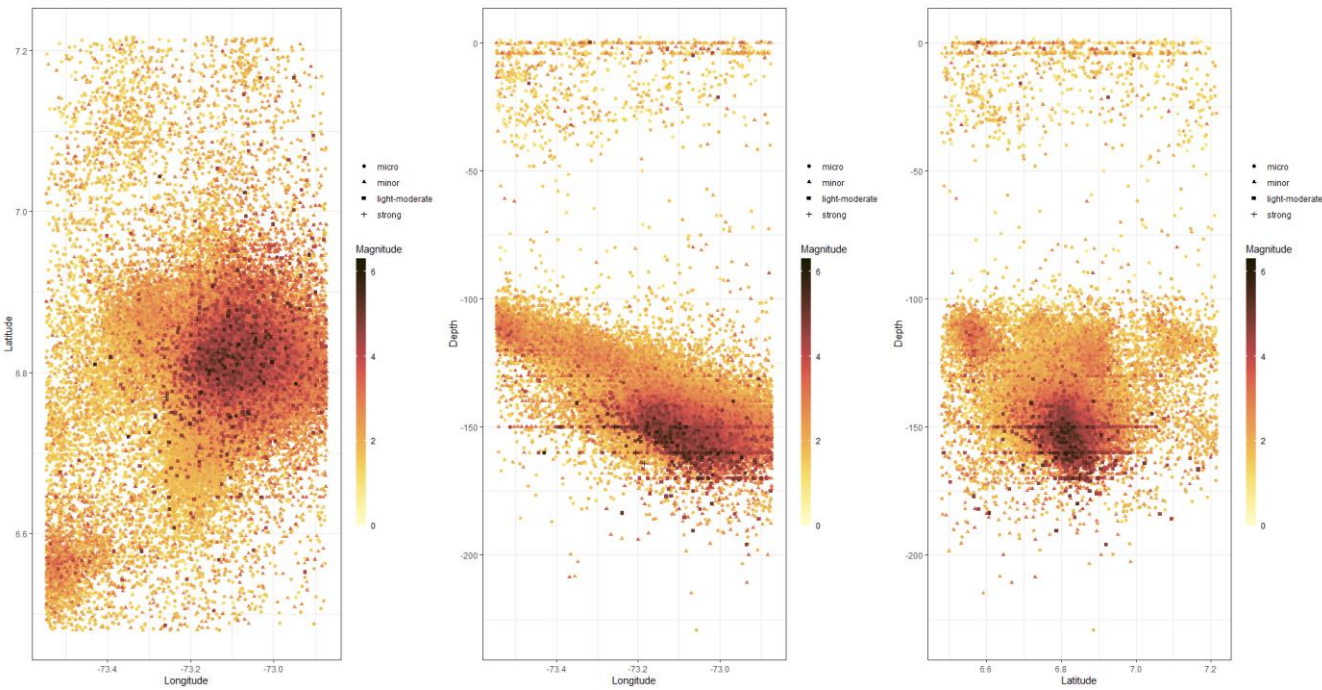 7.2
7.0
6.8
6.6
Latitude
-73.4
-73.2
-73.0
Longitude
micro
minor
light-moderate
strong
Magnitude
6
4
2
0
0
-50
-100
-150
-200
Depth
-73.4
-73.2
-73.0
Longitude
micro
minor
light-moderate
strong
Magnitude
6
4
2
0
0
-50
-100
-150
-200
Depth
6.6
6.8
7.0
7.2
Latitude
micro
minor
light-moderate
strong
Magnitude
6
4
2
0